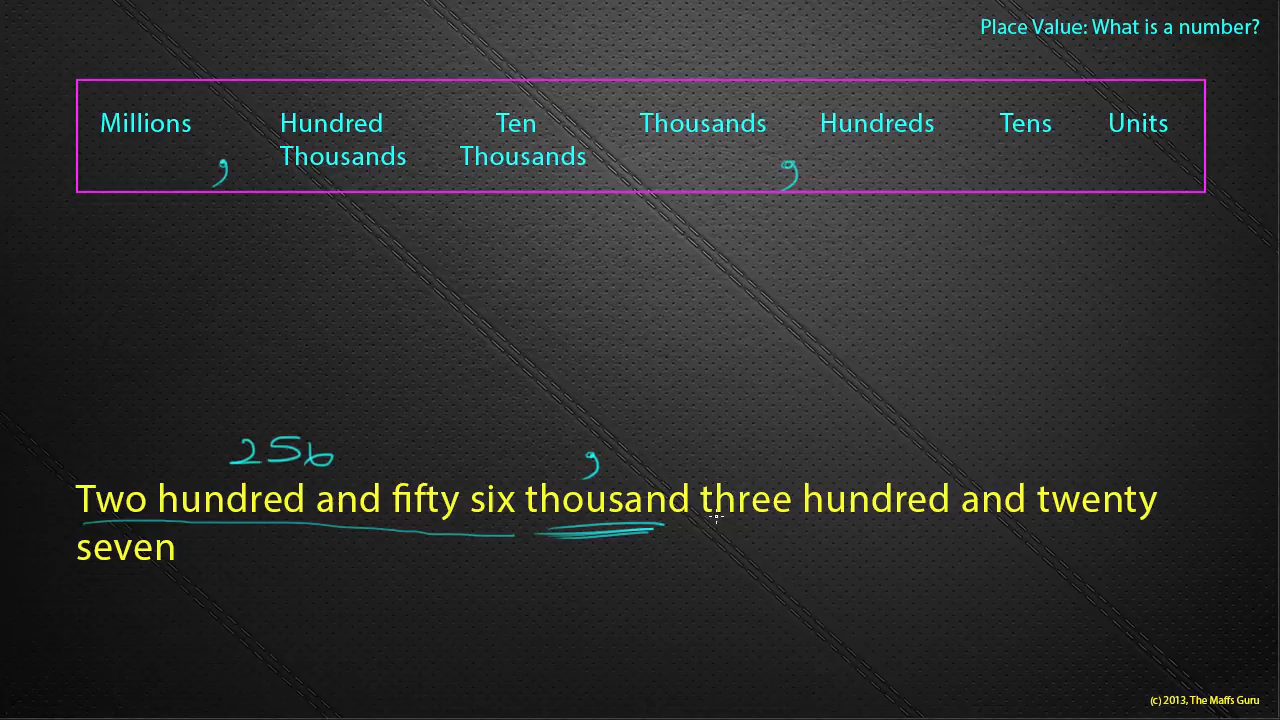 Place Value: What is a number?
Millions Hundred Ten Thousands Hundreds Tens Units
, Thousands Thousands ,
256 ,
Two hundred and fifty six thousand three hundred and twenty
seven
(c) 2013, The Maffs Guru